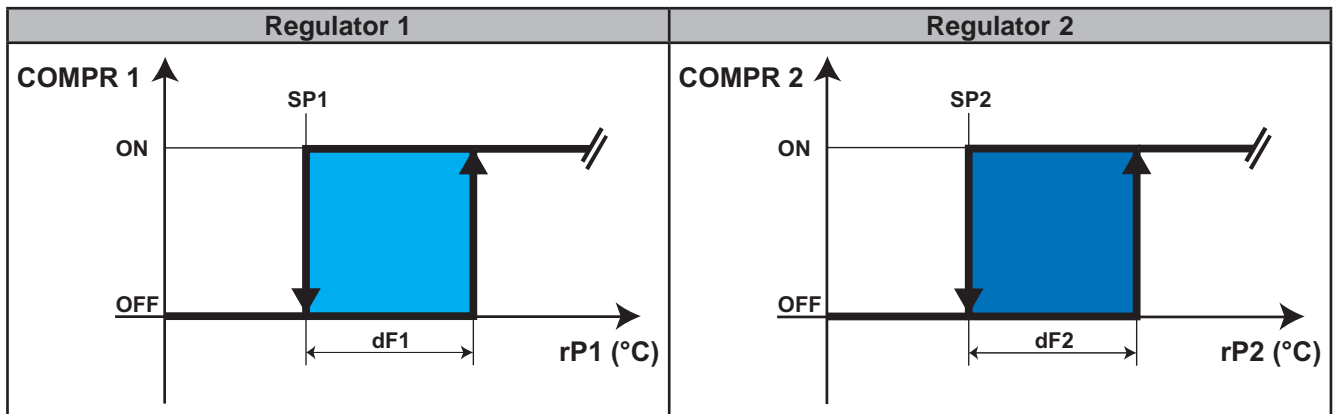 Regulator 1
COMPR 1
SP1
ON
OFF
dF1
rP1 (°C)
Regulator 2
COMPR 2
SP2
ON
OFF
dF2
rP2 (°C)